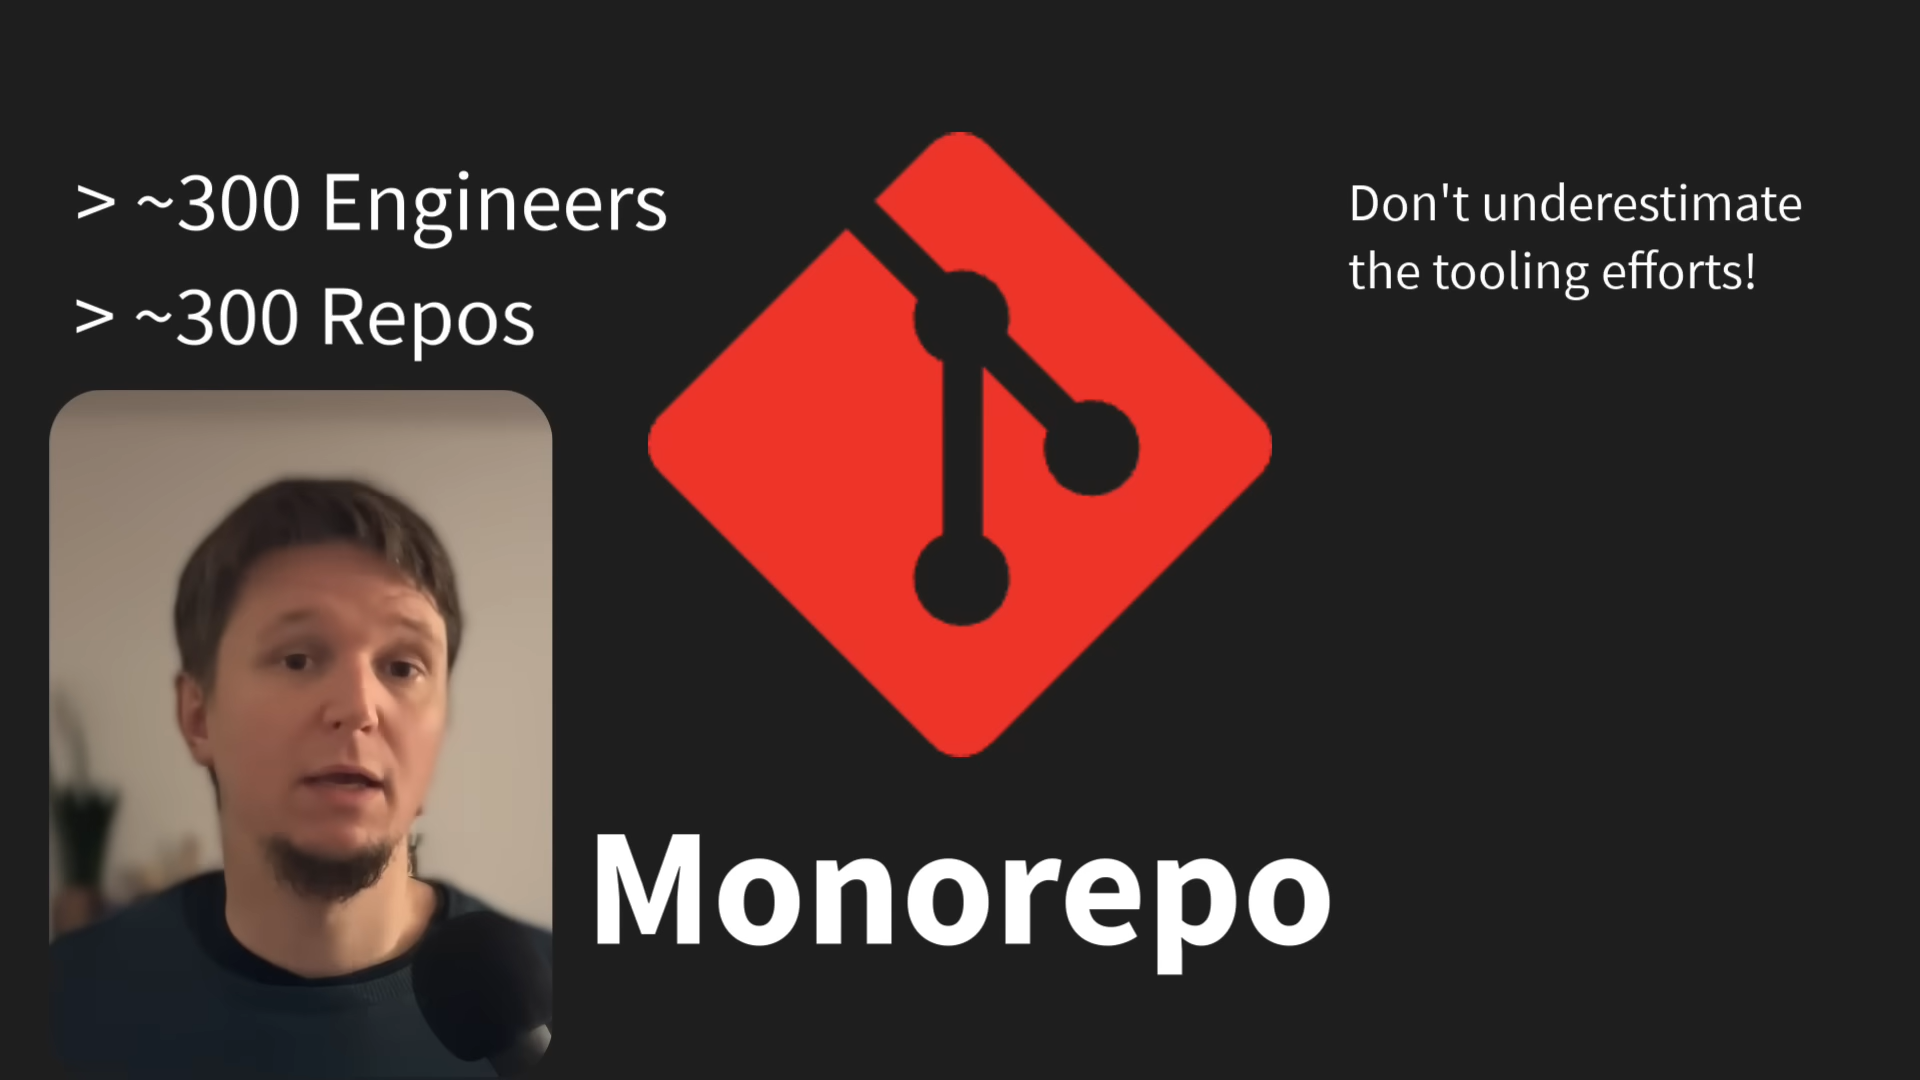 > ~300 Engineers
> ~300 Repos
Don't underestimate
the tooling efforts!
Monorepo